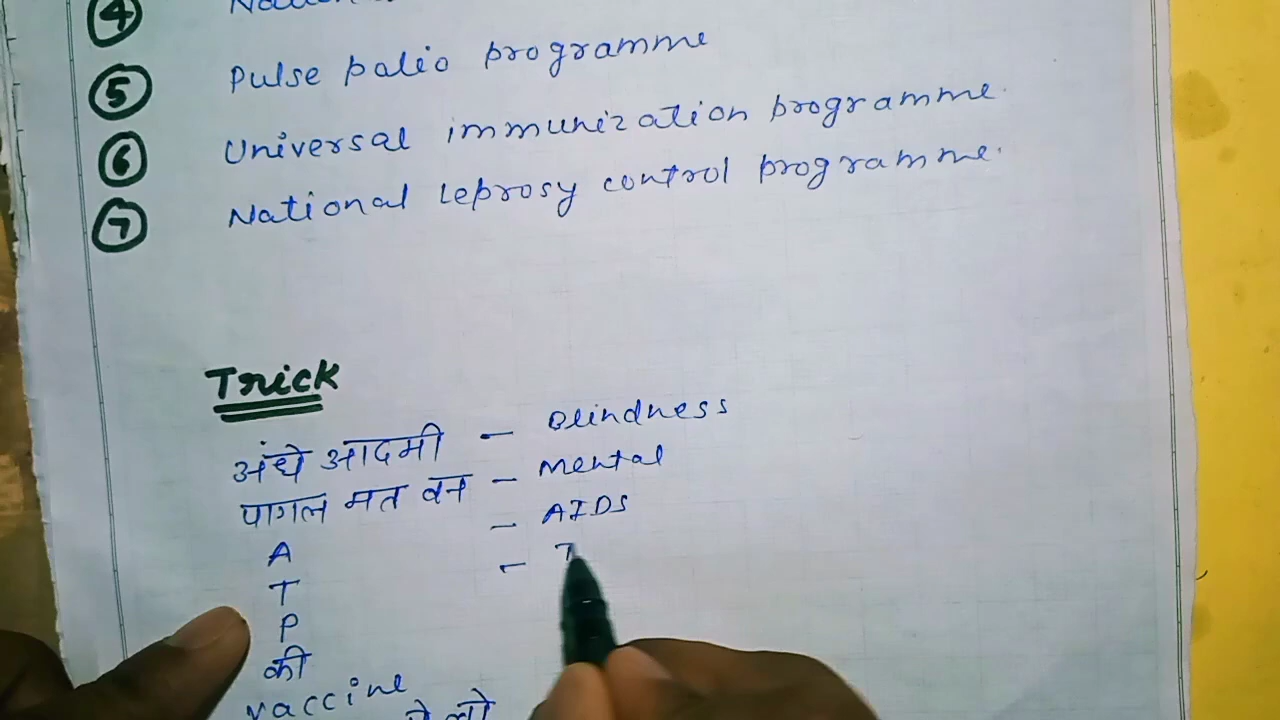 ④
⑤ Pulse palio programme
⑥ Universal immunization programme.
⑦ National leprosy control programme.
Trick
अंधे आदमी - Blindness
पागल मत बन - Mental
A - AIDS
T - T
P
की
vaccine
ले लो